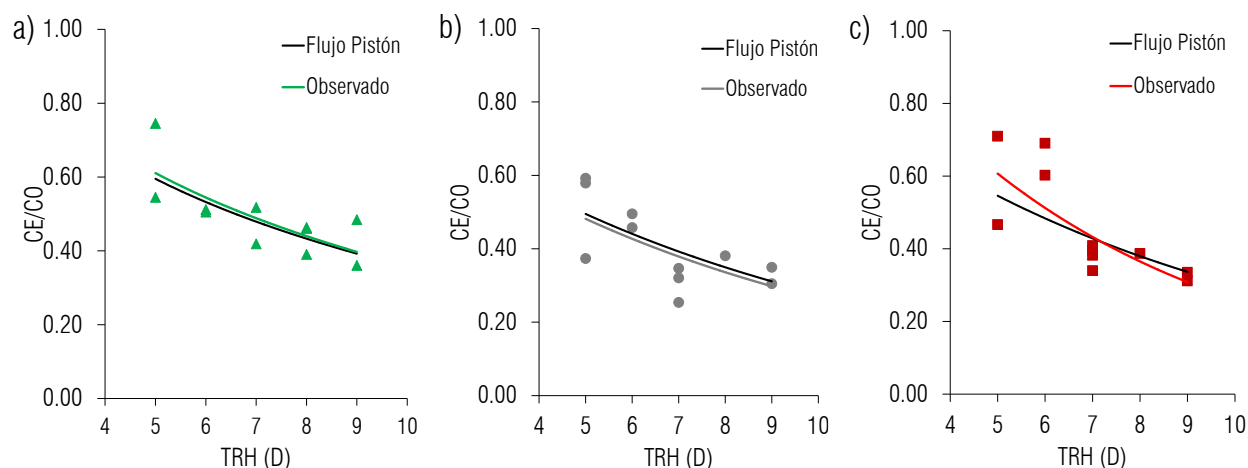 a)
1.00
0.80
0.60
0.40
0.20
0.00
CE/CO
4 5 6 7 8 9 10
TRH (D)
Flujo Pistón
Observado
b)
1.00
0.80
0.60
0.40
0.20
0.00
CE/CO
4 5 6 7 8 9 10
TRH (D)
Flujo Pistón
Observado
c)
1.00
0.80
0.60
0.40
0.20
0.00
CE/CO
4 5 6 7 8 9 10
TRH (D)
Flujo Pistón
Observado